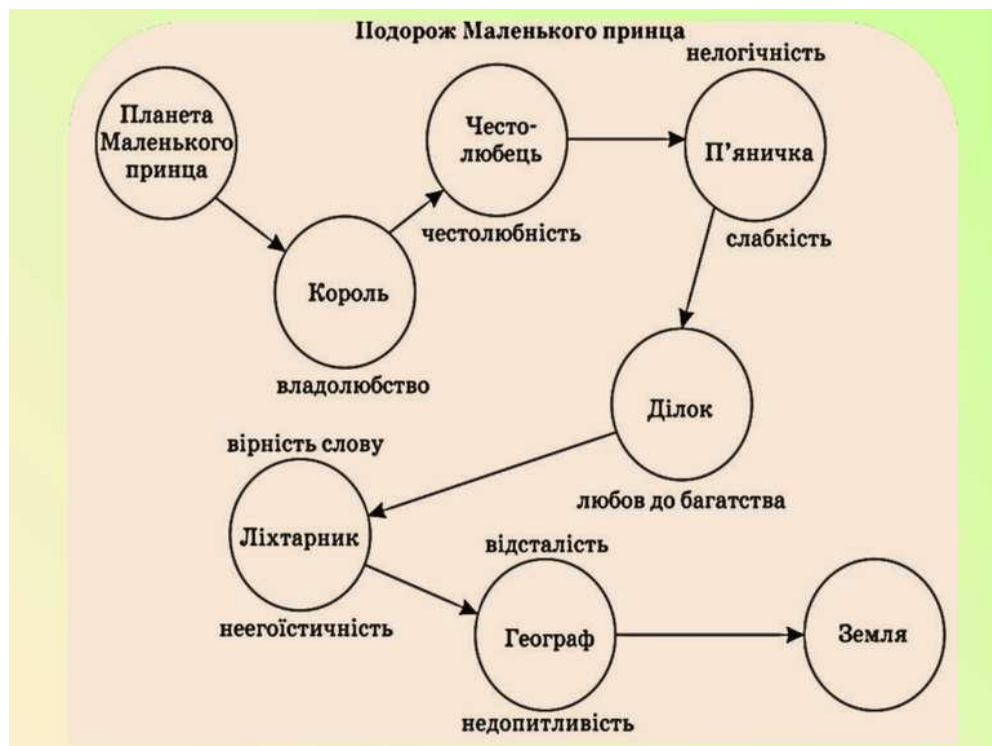 Подорож Маленького принца
Планета
Маленького
принца
Король
владолюбство
Често-
любець
честолюбність
нелогічність
П’яничка
слабкість
Ділок
любов до багатства
вірність слову
Ліхтарник
неегоїстичність
відсталість
Географ
недопитливість
Земля